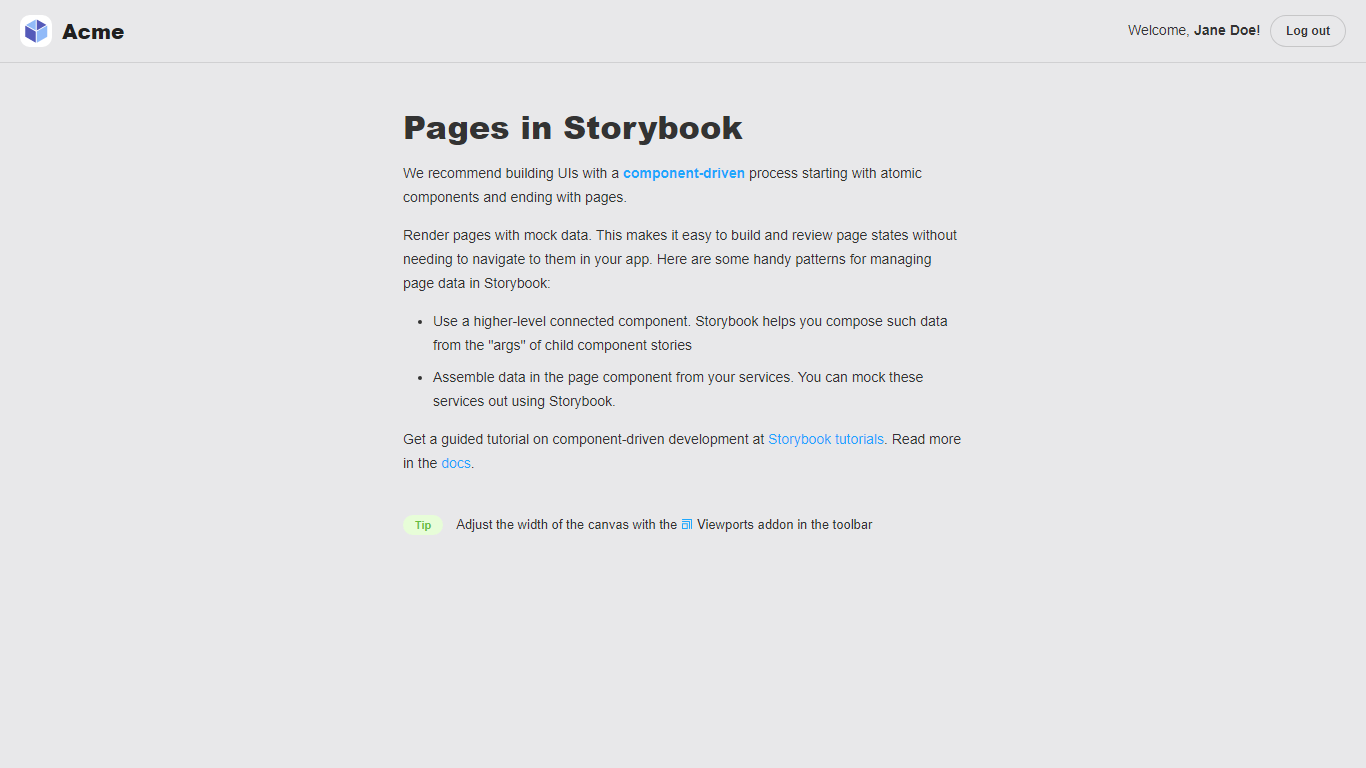 Acme
Welcome, Jane Doe!
Log out
Pages in Storybook
We recommend building UIs with a component-driven process starting with atomic
components and ending with pages.
Render pages with mock data. This makes it easy to build and review page states without
needing to navigate to them in your app. Here are some handy patterns for managing
page data in Storybook:
• Use a higher-level connected component. Storybook helps you compose such data
from the "args" of child component stories
• Assemble data in the page component from your services. You can mock these
services out using Storybook.
Get a guided tutorial on component-driven development at Storybook tutorials. Read more
in the docs.
Tip Adjust the width of the canvas with the Viewports addon in the toolbar